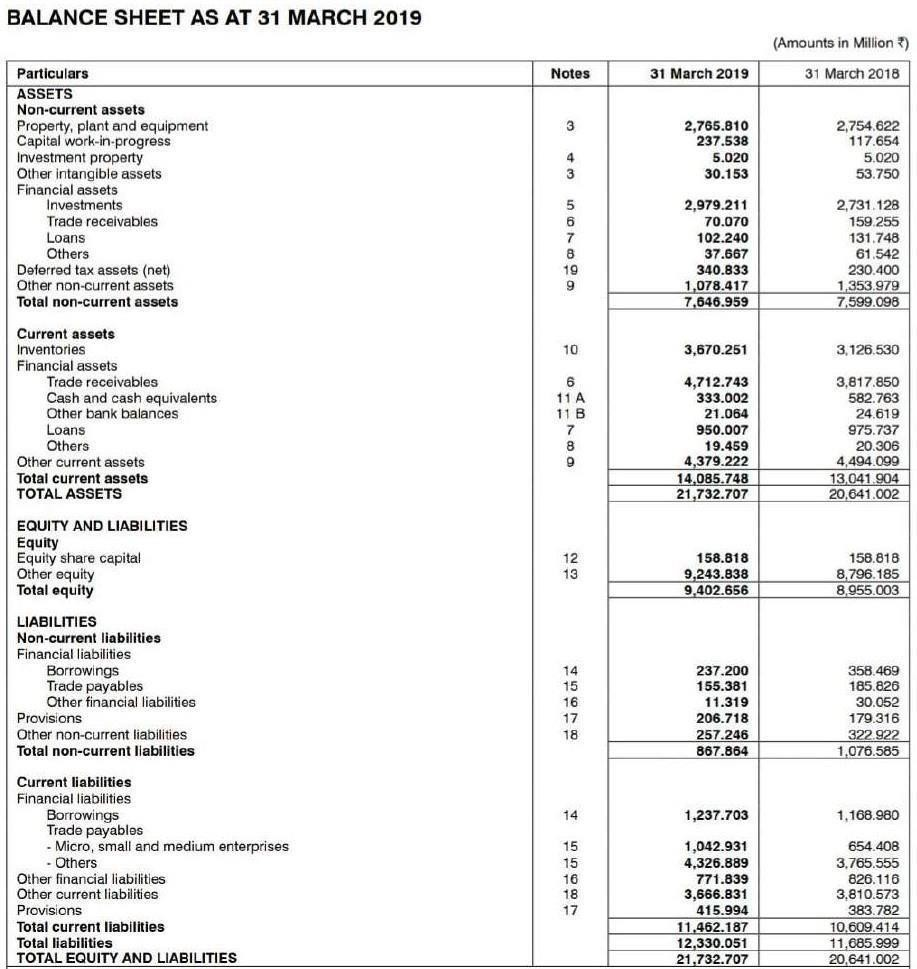 BALANCE SHEET AS AT 31 MARCH 2019
(Amounts in Million ₹)
Particulars Notes 31 March 2019 31 March 2018
ASSETS
Non-current assets
Property, plant and equipment 3 2,765.810 2,754.622
Capital work-in-progress 237.538 117.654
Investment property 4 5.020 5.020
Other intangible assets 3 30.153 53.750
Financial assets
Investments 5 2,979.211 2,731.128
Trade receivables 6 70.070 159.255
Loans 7 102.240 131.748
Others 8 37.667 61.542
Deferred tax assets (net) 19 340.833 230.400
Other non-current assets 9 1,078.417 1,353.979
Total non-current assets 7,646.959 7,599.098
Current assets
Inventories 10 3,670.251 3,126.530
Financial assets
Trade receivables 6 4,712.743 3,817.850
Cash and cash equivalents 11 A 333.002 582.763
Other bank balances 11 B 21.064 24.619
Loans 7 950.007 975.737
Others 8 19.459 20.306
Other current assets 9 4,379.222 4,494.099
Total current assets 14,085.748 13,041.904
TOTAL ASSETS 21,732.707 20,641.002
EQUITY AND LIABILITIES
Equity
Equity share capital 12 158.818 158.818
Other equity 13 9,243.838 8,796.185
Total equity 9,402.656 8,955.003
LIABILITIES
Non-current liabilities
Financial liabilities
Borrowings 14 237.200 358.469
Trade payables 15 155.381 185.826
Other financial liabilities 16 11.319 30.052
Provisions 17 206.718 179.316
Other non-current liabilities 18 257.246 322.922
Total non-current liabilities 867.864 1,076.585
Current liabilities
Financial liabilities
Borrowings 14 1,237.703 1,168.980
Trade payables
- Micro, small and medium enterprises 15 1,042.931 654.408
- Others 15 4,326.889 3,765.555
Other financial liabilities 16 771.839 826.116
Other current liabilities 18 3,666.831 3,810.573
Provisions 17 415.994 383.782
Total current liabilities 11,462.187 10,609.414
Total liabilities 12,330.051 11,685.999
TOTAL EQUITY AND LIABILITIES 21,732.707 20,641.002